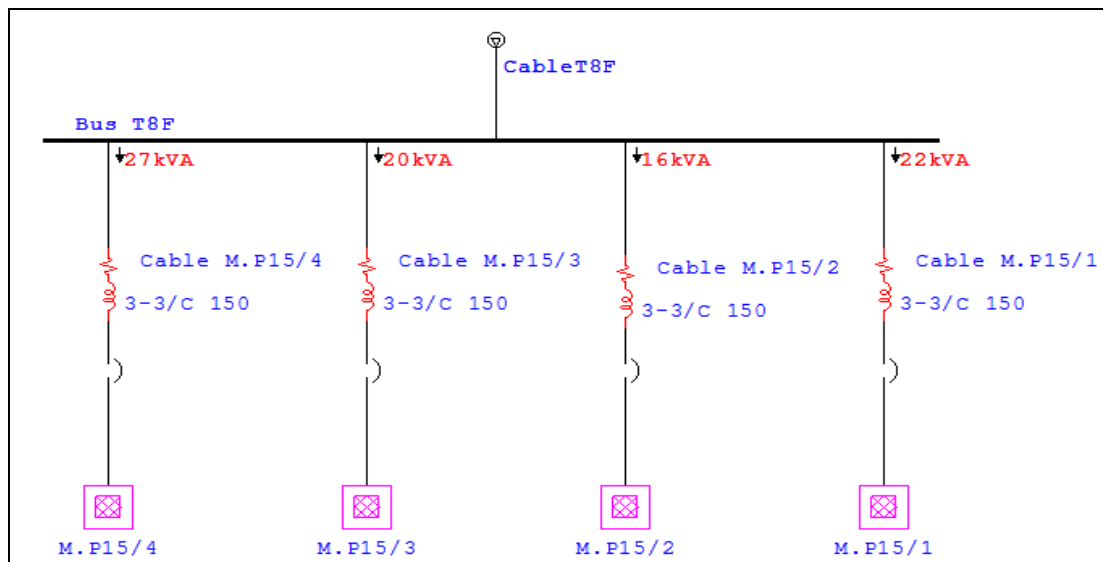 CableT8F
Bus T8F
27kVA 20kVA 16kVA 22kVA
Cable M.P15/4 Cable M.P15/3 Cable M.P15/2 Cable M.P15/1
3-3/C 150 3-3/C 150 3-3/C 150 3-3/C 150
M.P15/4 M.P15/3 M.P15/2 M.P15/1